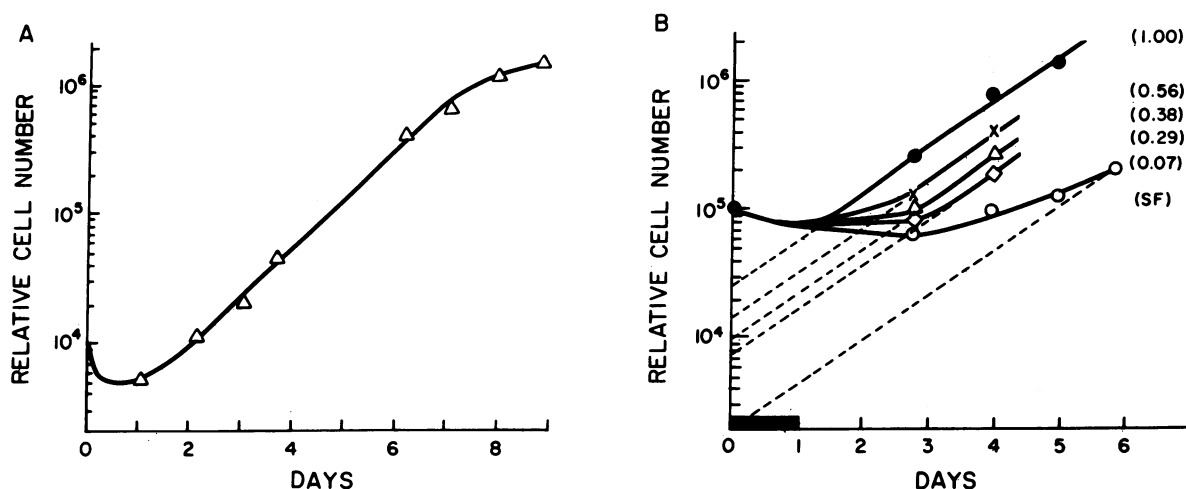 A
RELATIVE CELL NUMBER
10⁶
10⁵
10⁴
0 2 4 6 8
DAYS
B
RELATIVE CELL NUMBER
10⁶
10⁵
10⁴
0 1 2 3 4 5 6
DAYS
(1.00)
(0.56)
(0.38)
(0.29)
(0.07)
(SF)